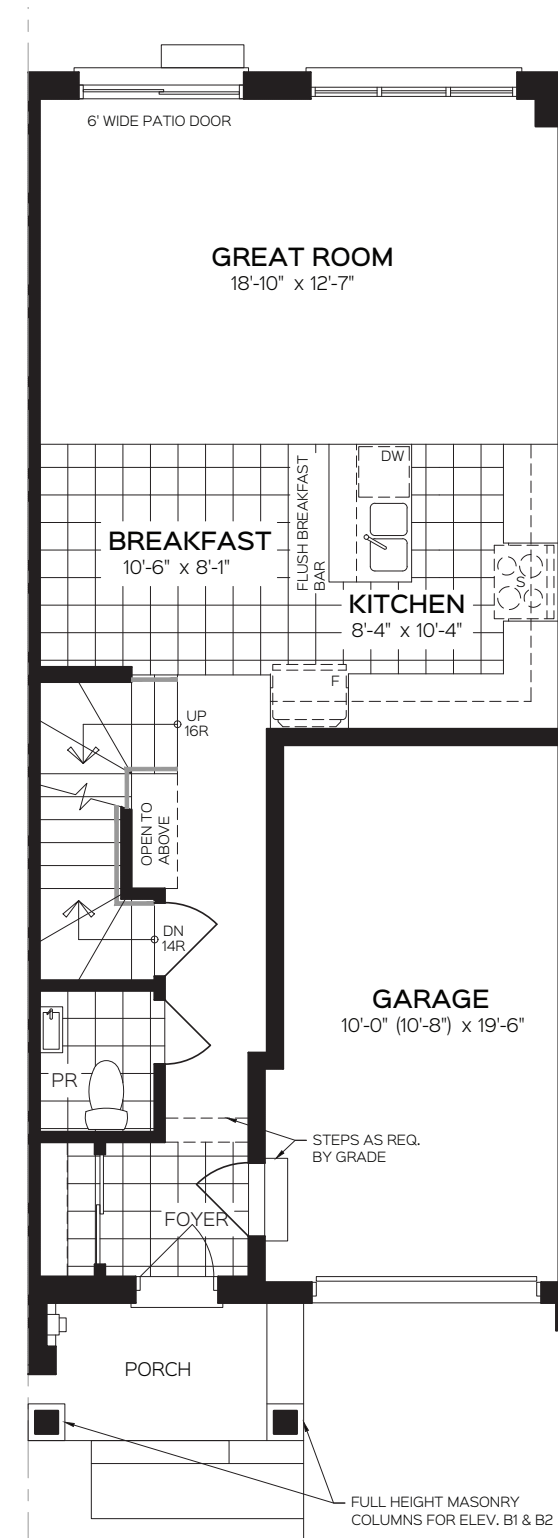 6' WIDE PATIO DOOR
GREAT ROOM
18'-10" x 12'-7"
DW
FLUSH BREAKFAST
BAR
BREAKFAST
10'-6" x 8'-1"
S
KITCHEN
8'-4" x 10'-4"
F
UP
16R
OPEN TO
ABOVE
DN
14R
GARAGE
10'-0" (10'-8") x 19'-6"
PR
STEPS AS REQ.
BY GRADE
FOYER
PORCH
FULL HEIGHT MASONRY
COLUMNS FOR ELEV. B1 & B2